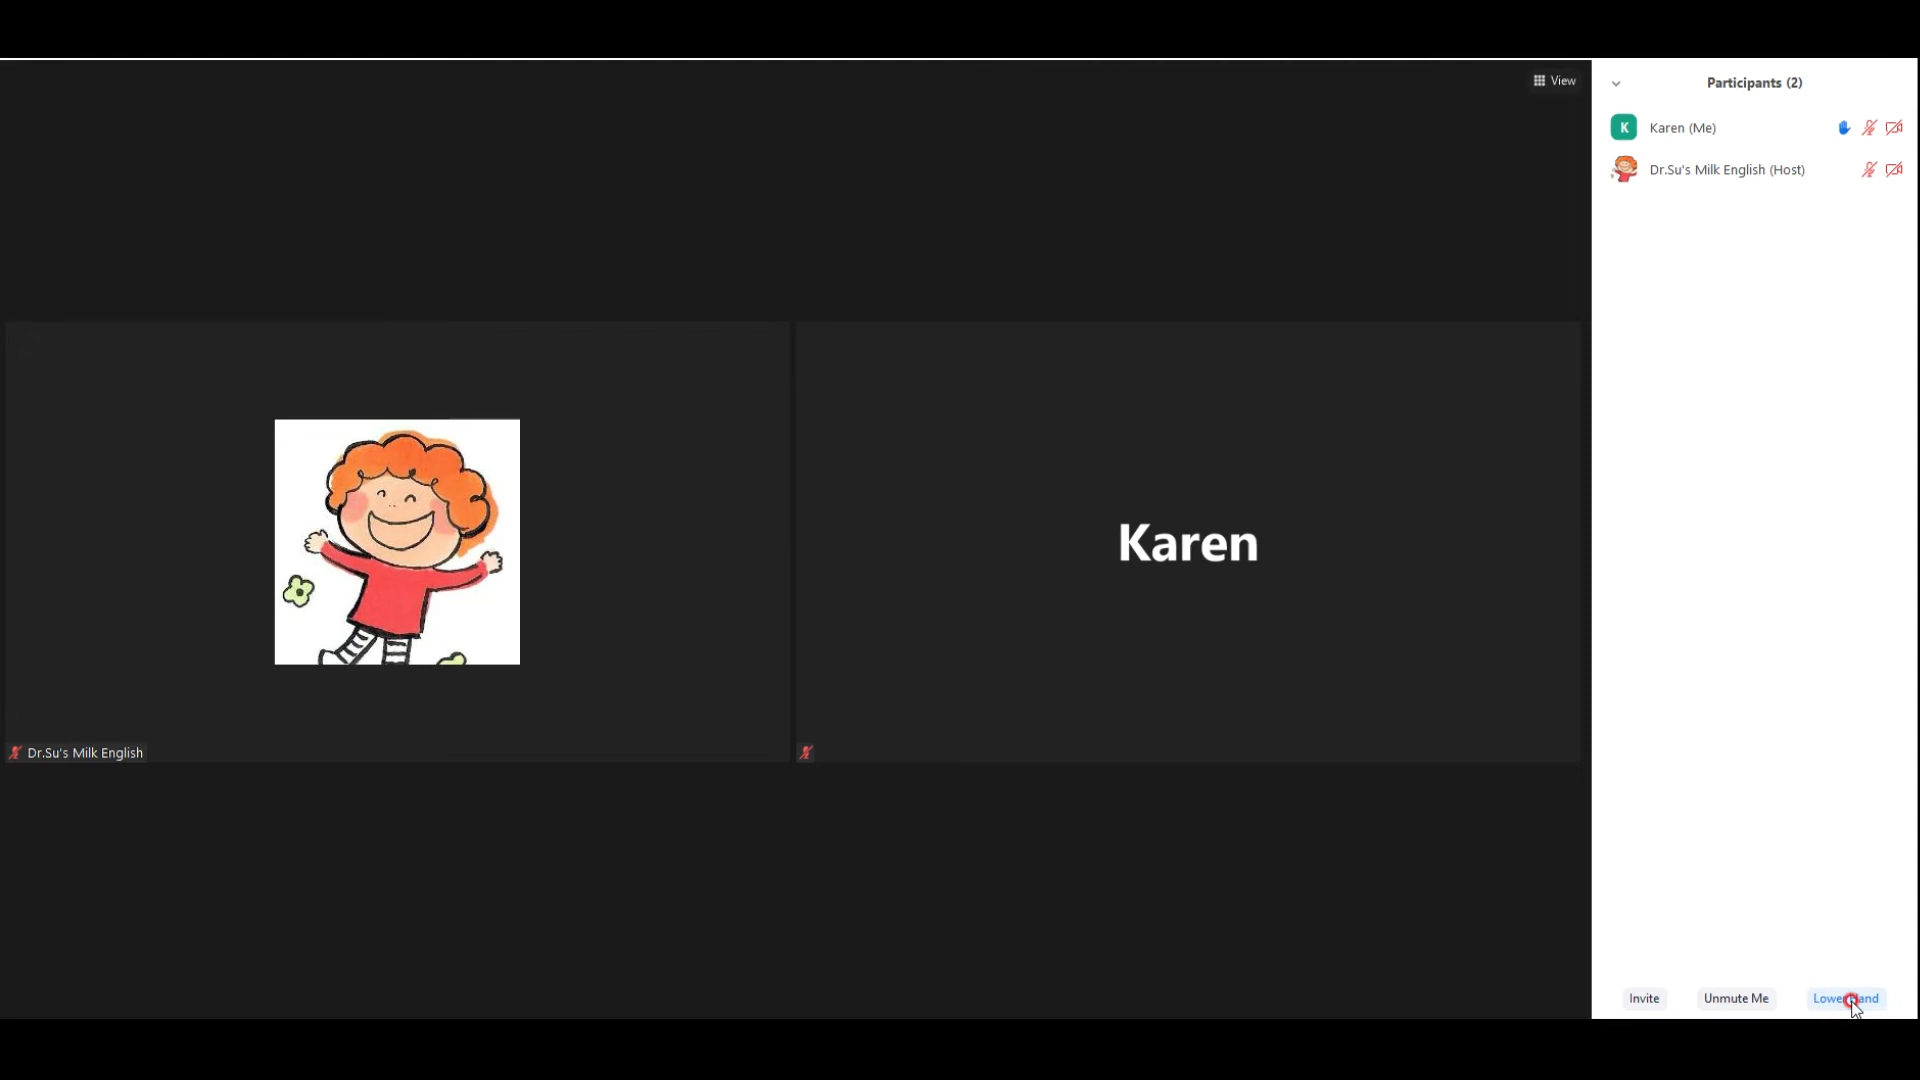 View
Participants (2)
K
Karen (Me)
Dr.Su's Milk English (Host)
Karen
Dr.Su's Milk English
Invite
Unmute Me
Lower Hand